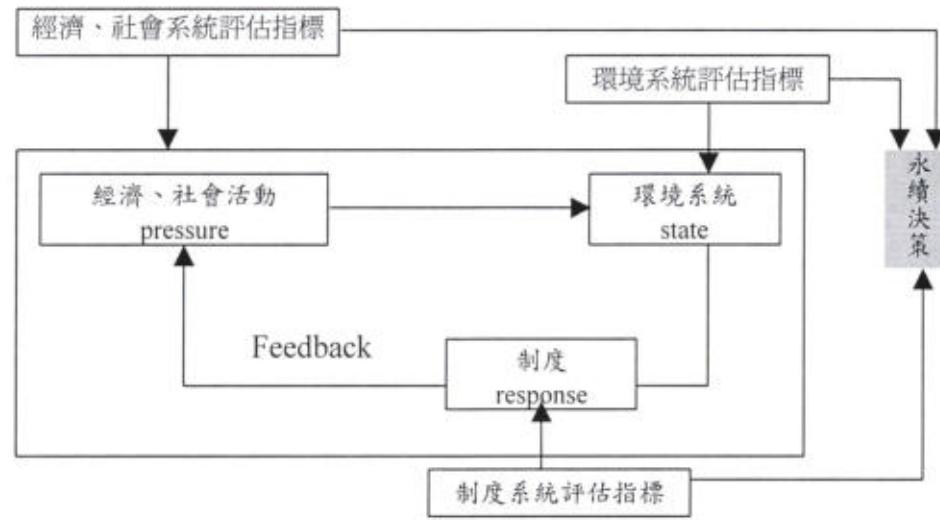 經濟、社會系統評估指標
環境系統評估指標
經濟、社會活動
pressure
環境系統
state
永續決策
Feedback
制度
response
制度系統評估指標